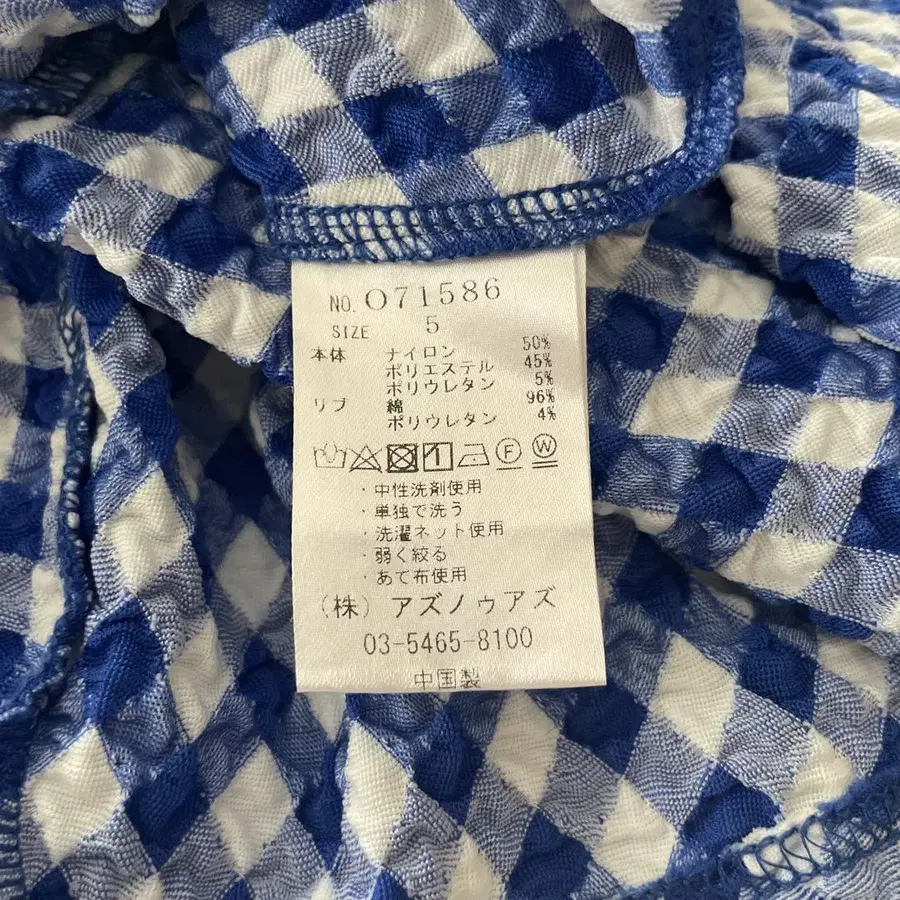 NO. O71586
SIZE 5
本体 ナイロン 50%
ポリエステル 45%
ポリウレタン 5%
リブ 綿 96%
ポリウレタン 4%
F W
・中性洗剤使用
・単独で洗う
・洗濯ネット使用
・弱く絞る
・あて布使用
(株) アズノゥアズ
03-5465-8100
中国製